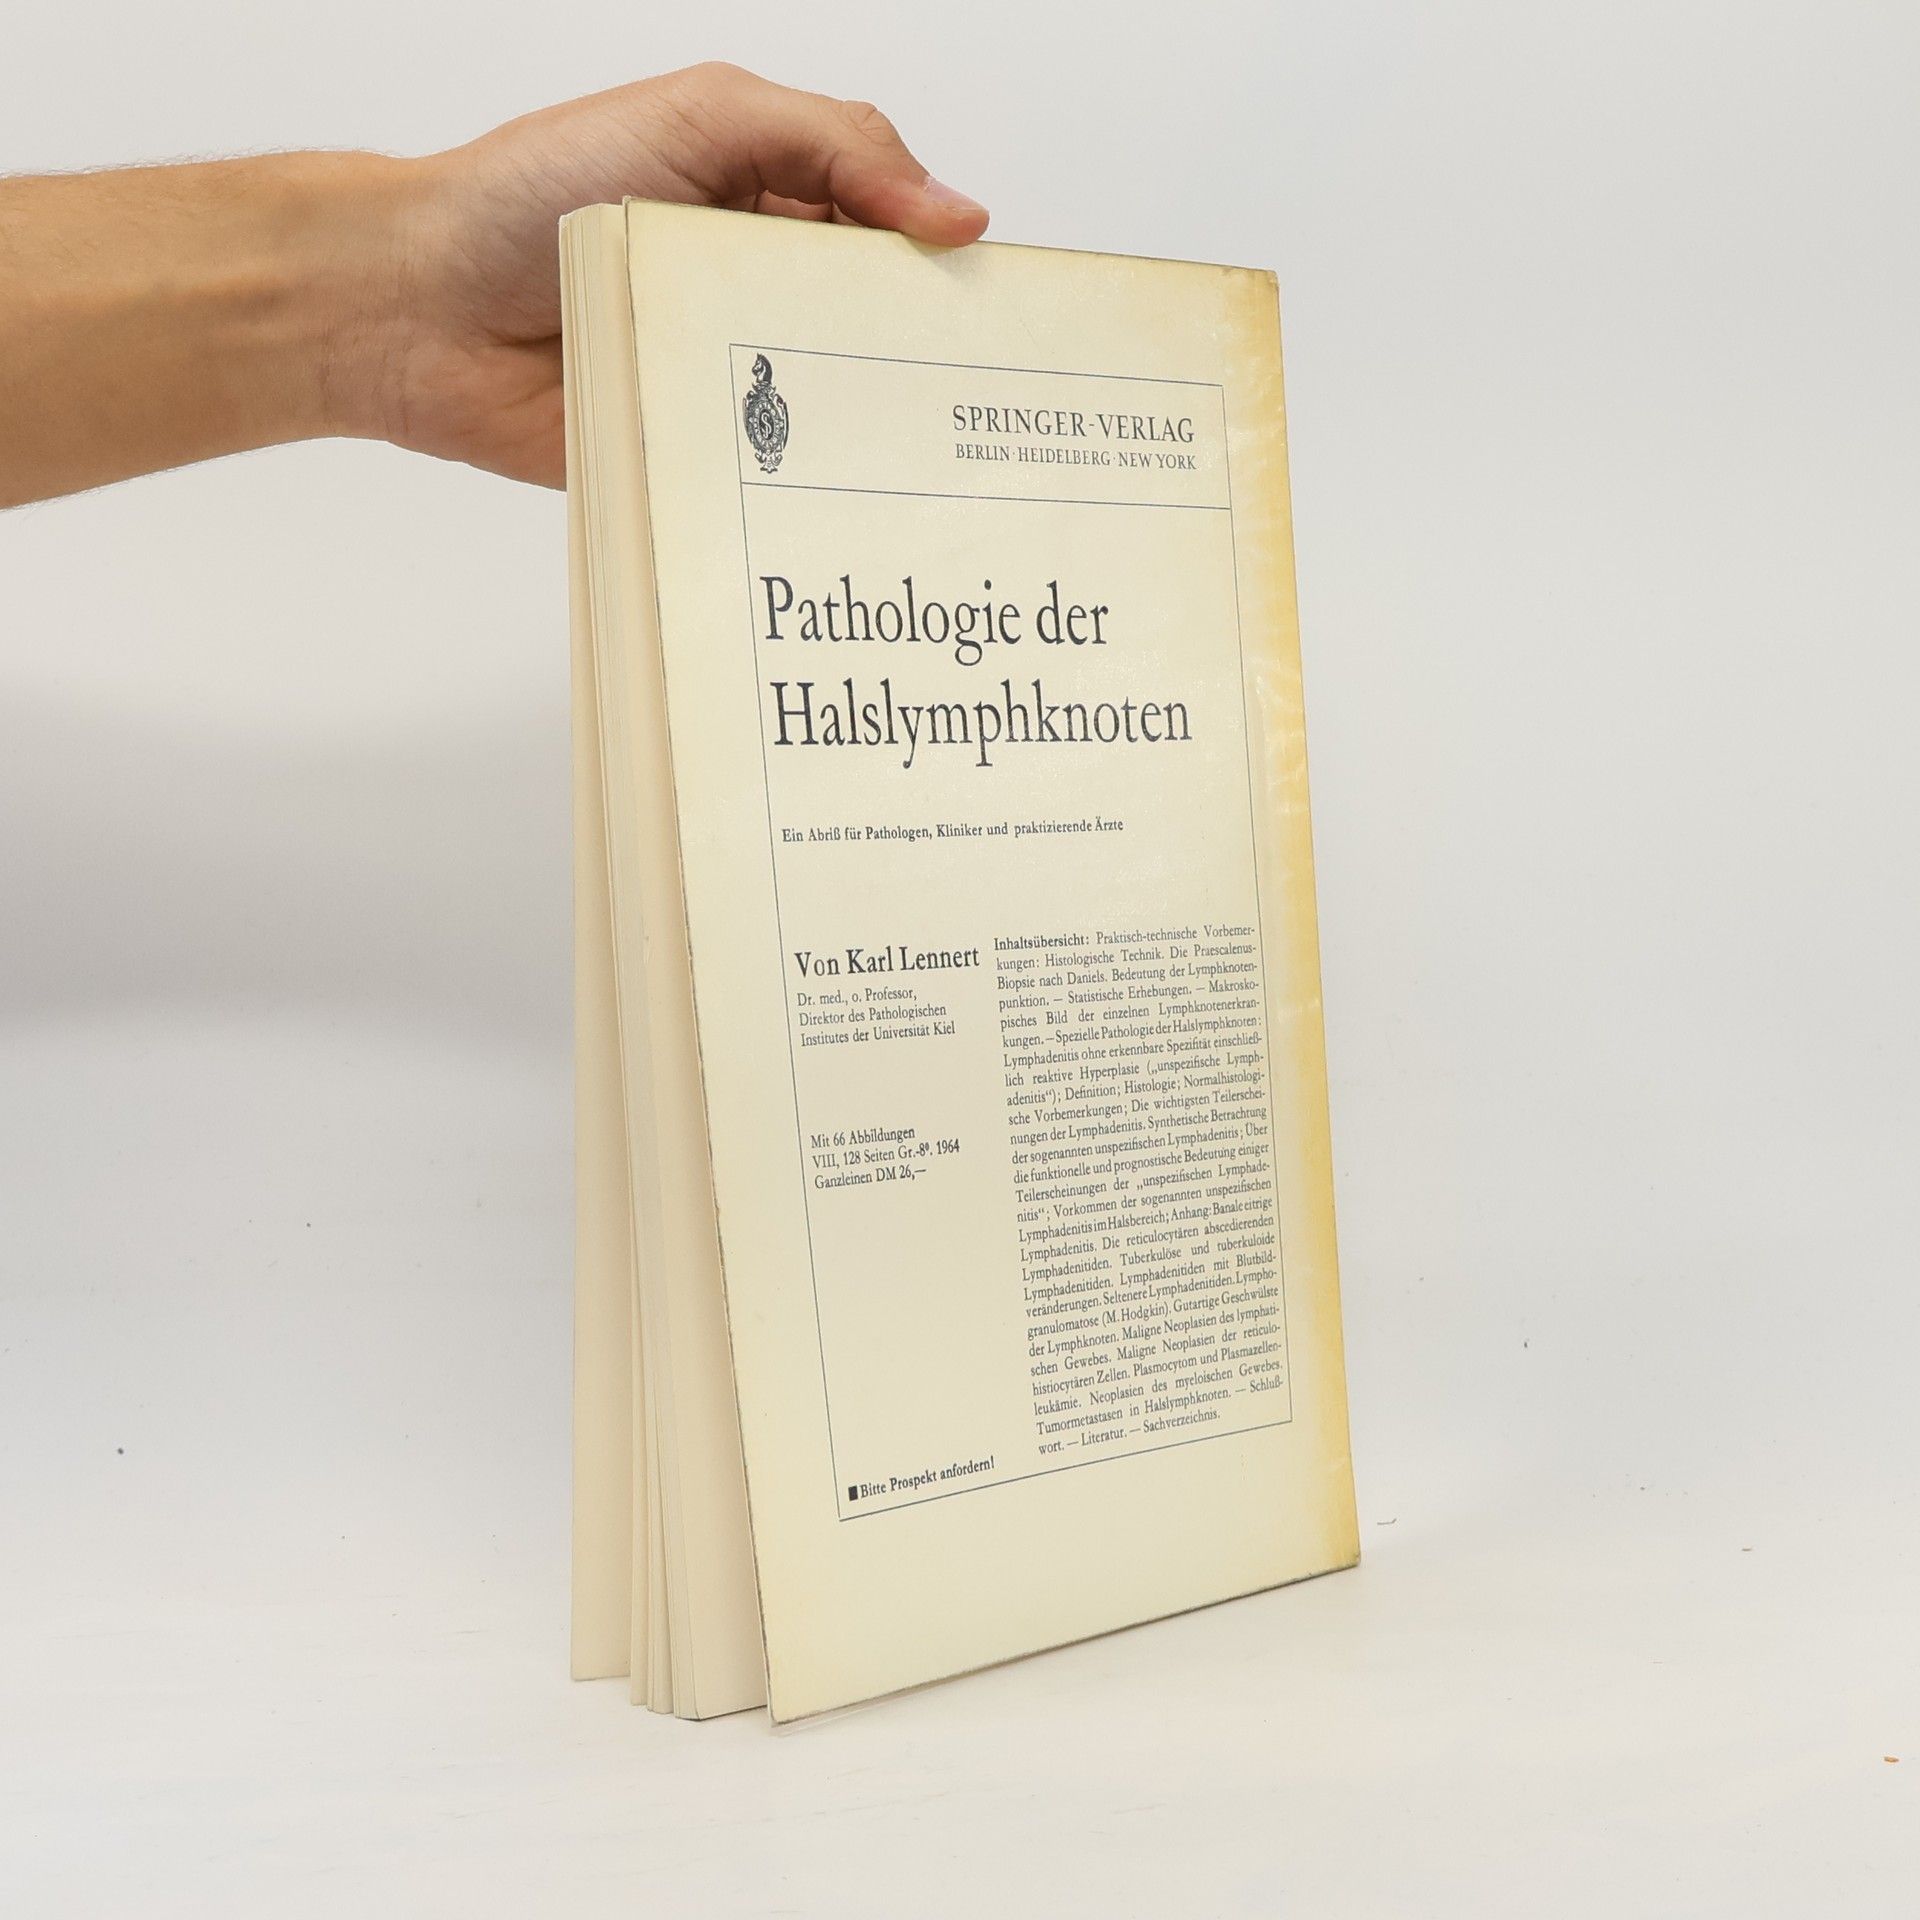 SPRINGER-VERLAG
BERLIN · HEIDELBERG · NEW YORK
Pathologie der
Halslymphknoten
Ein Abriß für Pathologen, Kliniker und praktizierende Ärzte
Von Karl Lennert
Dr. med., o. Professor,
Direktor des Pathologischen
Institutes der Universität Kiel
Mit 66 Abbildungen
VIII, 128 Seiten Gr.-8⁰. 1964
Ganzleinen DM 26,—
Inhaltsübersicht: Praktisch-technische Vorbemer-
kungen: Histologische Technik. Die Praescalenus-
Biopsie nach Daniels. Bedeutung der Lymphknoten-
punktion. — Statistische Erhebungen. — Makrosko-
pisches Bild der einzelnen Lymphknotenerkran-
kungen. — Spezielle Pathologie der Halslymphknoten:
Lymphadenitis ohne erkennbare Spezifität einschließ-
lich reaktive Hyperplasie („unspezifische Lymph-
adenitis“); Definition; Histologie; Normalhistologi-
sche Vorbemerkungen; Die wichtigsten Teilerschei-
nungen der Lymphadenitis. Synthetische Betrachtung
der sogenannten unspezifischen Lymphadenitis; Über
die funktionelle und prognostische Bedeutung einiger
Teilerscheinungen der „unspezifischen Lymphade-
nitis“; Vorkommen der sogenannten unspezifischen
Lymphadenitis im Halsbereich; Anhang: Banale eitrige
Lymphadenitis. Die reticulocytären abscedierenden
Lymphadenitiden. Tuberkulöse und tuberkuloide
Lymphadenitiden. Lymphadenitiden mit Blutbild-
veränderungen. Seltenere Lymphadenitiden. Lympho-
granulomatose (M. Hodgkin). Gutartige Geschwülste
der Lymphknoten. Maligne Neoplasien des lymphati-
schen Gewebes. Maligne Neoplasien der reticulo-
histiocytären Zellen. Plasmocytom und Plasmazellen-
leukämie. Neoplasien des myeloischen Gewebes.
Tumormetastasen in Halslymphknoten. — Schluß-
wort. — Literatur. — Sachverzeichnis.
■ Bitte Prospekt anfordern!